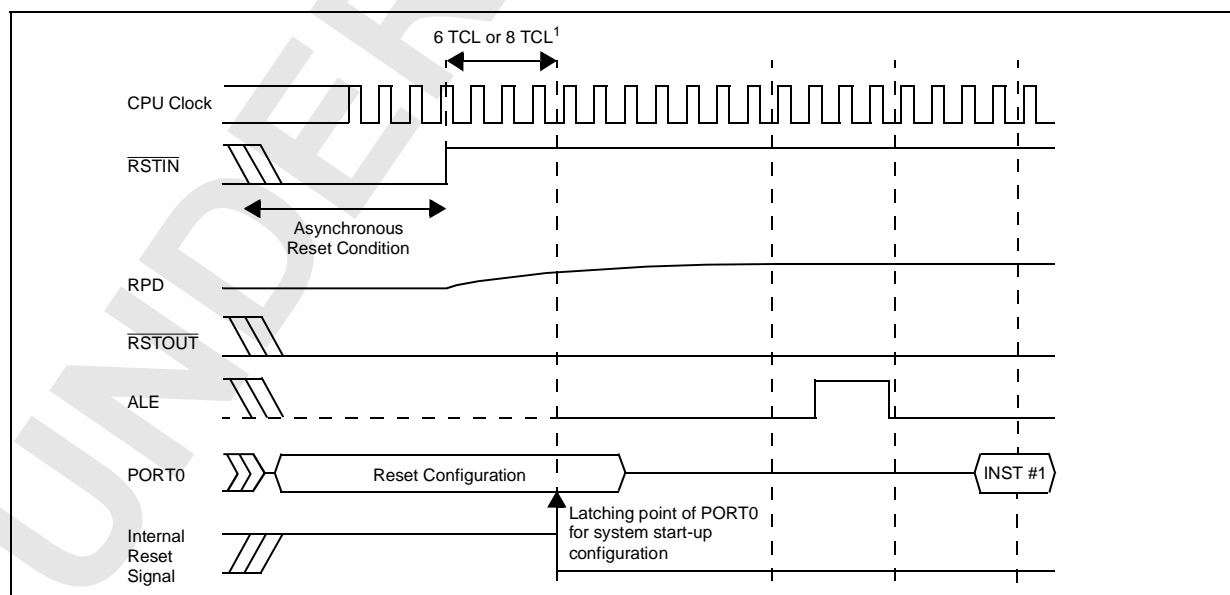 6 TCL or 8 TCL¹
CPU Clock
RSTIN
Asynchronous
Reset Condition
RPD
RSTOUT
ALE
PORT0
Reset Configuration
INST #1
Latching point of PORT0
for system start-up
configuration
Internal
Reset
Signal
UNDER